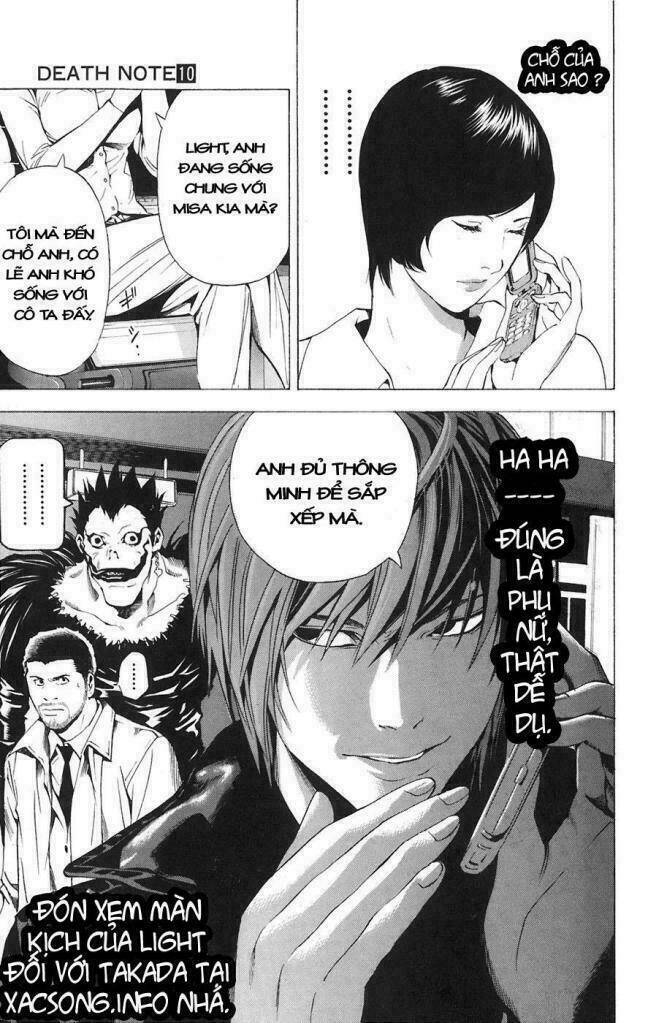 DEATH NOTE 10
CHỖ CỦA
ANH SAO ?
..........
LIGHT, ANH
ĐANG SỐNG
CHUNG VỚI
MISA KIA MÀ?
TÔI MÀ ĐẾN
CHỖ ANH, CÓ
LẼ ANH KHÓ
SỐNG VỚI
CÔ TA ĐẤY.
ANH ĐỦ THÔNG
MINH ĐỂ SẮP
XẾP MÀ.
HA HA
----
ĐÚNG
LÀ
PHỤ
NỮ,
THẬT
DỄ
DỤ.
......
....
ĐÓN XEM MÀN
KỊCH CỦA LIGHT
ĐỐI VỚI TAKADA TẠI
XACSONG.INFO NHÁ.